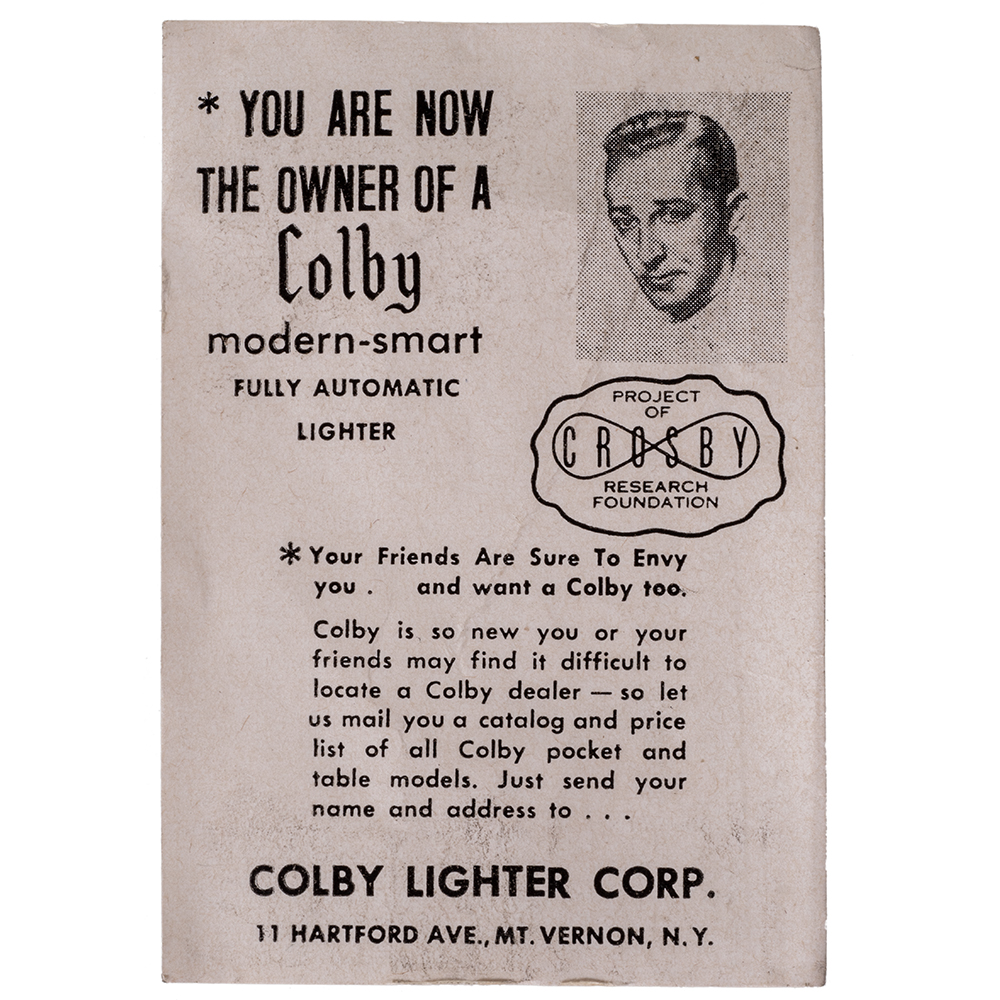 * YOU ARE NOW
THE OWNER OF A
Colby
modern-smart
FULLY AUTOMATIC
LIGHTER
PROJECT
OF
CROSBY
RESEARCH
FOUNDATION
* Your Friends Are Sure To Envy
you .   and want a Colby too.
Colby is so new you or your
friends may find it difficult to
locate a Colby dealer — so let
us mail you a catalog and price
list of all Colby pocket and
table models. Just send your
name and address to . . .
COLBY LIGHTER CORP.
11 HARTFORD AVE., MT. VERNON, N. Y.